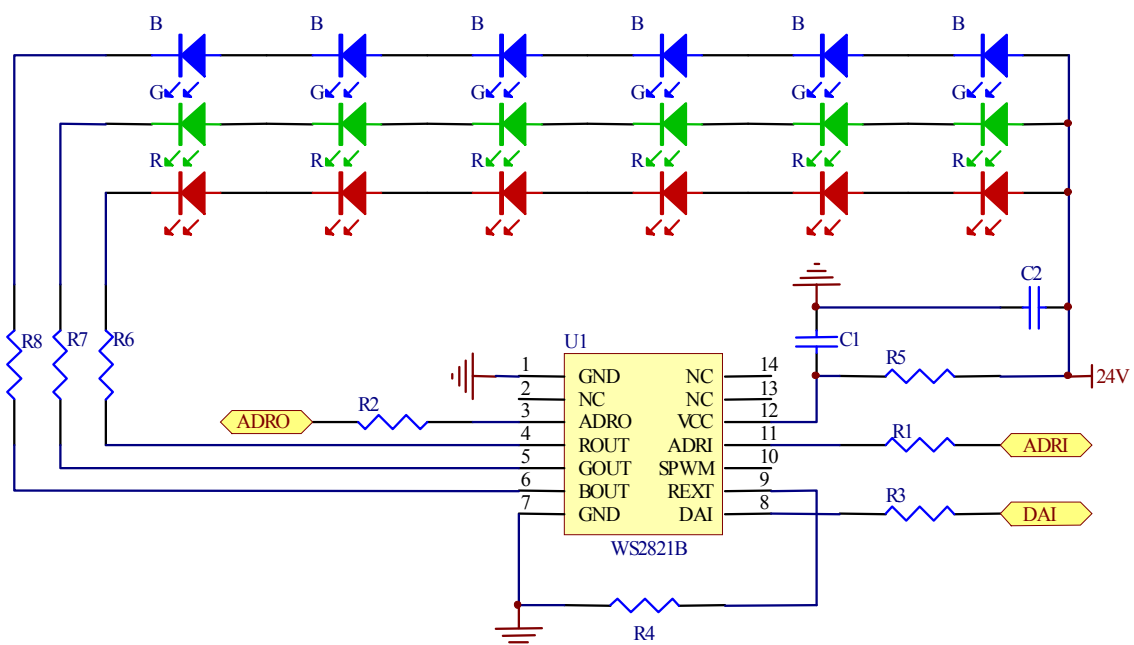 B B B B B B
G G G G G G
R R R R R R
C2
R8 R7 R6 U1 C1 R5
24V
1 GND NC 14
2 NC NC 13
ADRO R2 3 ADRO VCC 12
4 ROUT ADRI 11 R1 ADRI
5 GOUT SPWM 10
6 BOUT REXT 9
7 GND DAI 8 R3 DAI
WS2821B
R4